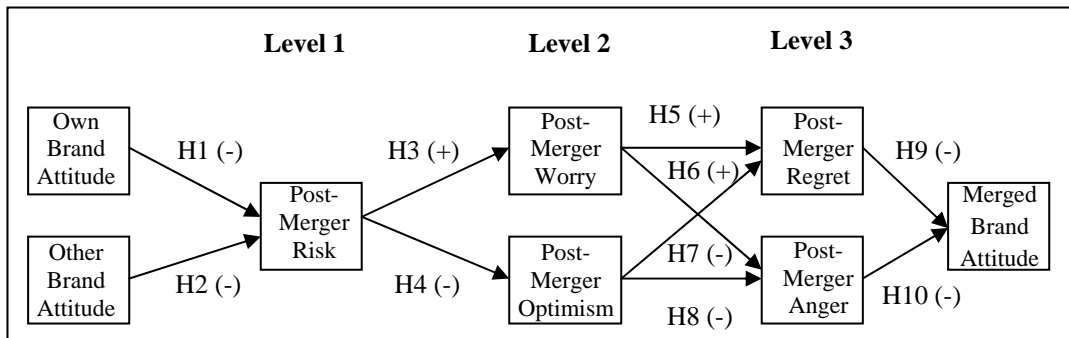 Level 1
Level 2
Level 3
Own
Brand
Attitude
Other
Brand
Attitude
H1 (-)
H2 (-)
Post-
Merger
Risk
H3 (+)
H4 (-)
Post-
Merger
Worry
Post-
Merger
Optimism
H5 (+)
H6 (+)
H7 (-)
H8 (-)
Post-
Merger
Regret
Post-
Merger
Anger
H9 (-)
H10 (-)
Merged
Brand
Attitude